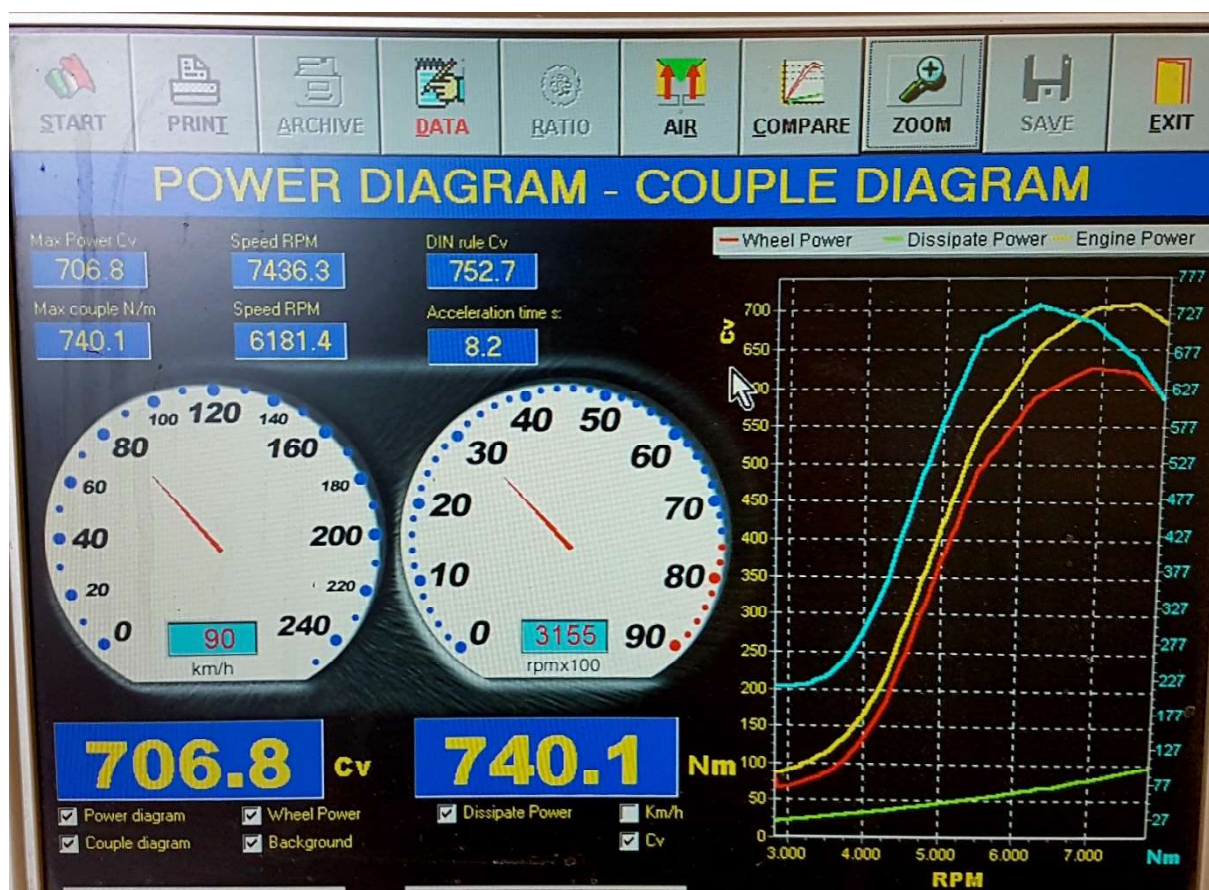 START PRINT ARCHIVE DATA RATIO AIR COMPARE ZOOM SAVE EXIT
POWER DIAGRAM - COUPLE DIAGRAM
Max Power Cv Speed RPM DIN rule Cv
706.8 7436.3 752.7
Max couple N/m Speed RPM Acceleration time s:
740.1 6181.4 8.2
0 20 40 60 80 100 120 140 160 180 200 220 240
90
km/h
0 10 20 30 40 50 60 70 80 90
3155
rpmx100
706.8 Cv 740.1 Nm
Power diagram Wheel Power Dissipate Power Km/h
Couple diagram Background Cv
Wheel Power Dissipate Power Engine Power
Cv
700
650
00
550
500
450
400
350
300
250
200
150
100
50
0
777
727
677
627
577
527
477
427
377
327
277
227
177
127
77
27
3.000 4.000 5.000 6.000 7.000 Nm
RPM